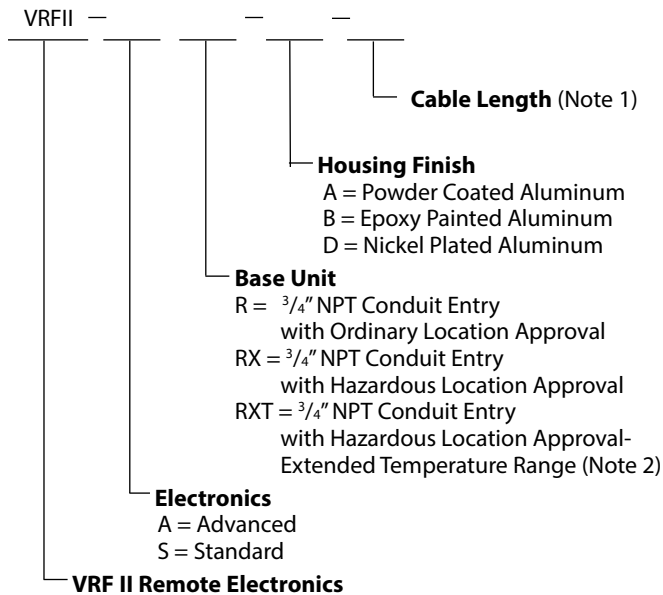 VRFII — — —
Cable Length (Note 1)
Housing Finish
A = Powder Coated Aluminum
B = Epoxy Painted Aluminum
D = Nickel Plated Aluminum
Base Unit
R = 3/4″ NPT Conduit Entry
with Ordinary Location Approval
RX = 3/4″ NPT Conduit Entry
with Hazardous Location Approval
RXT = 3/4″ NPT Conduit Entry
with Hazardous Location Approval-
Extended Temperature Range (Note 2)
Electronics
A = Advanced
S = Standard
VRF II Remote Electronics